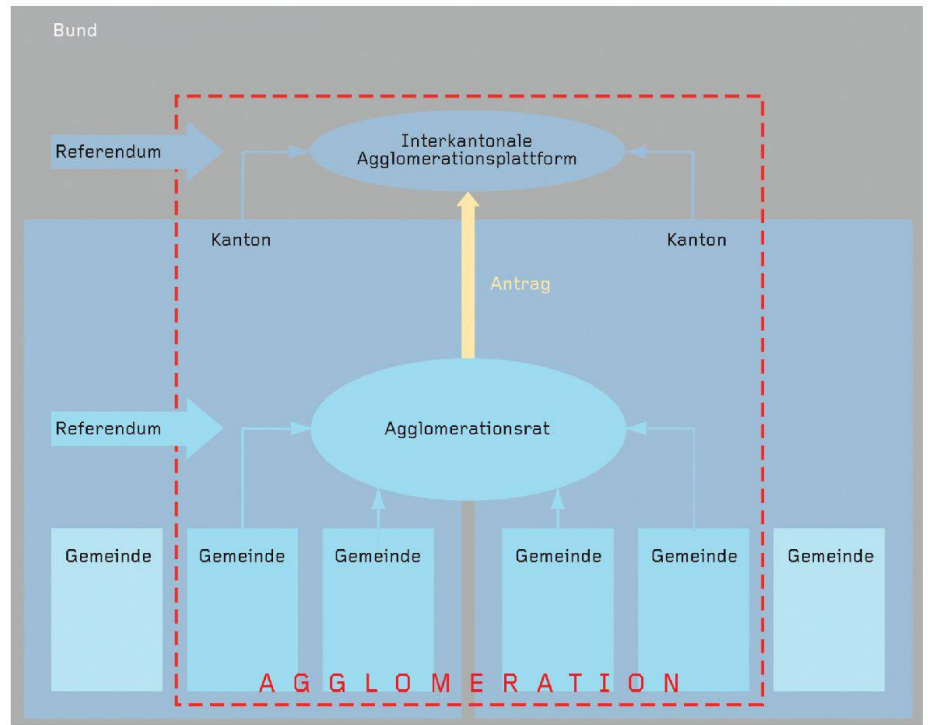 Bund
Referendum
Interkantonale
Agglomerationsplattform
Kanton
Kanton
Antrag
Referendum
Agglomerationsrat
Gemeinde
Gemeinde
Gemeinde
Gemeinde
Gemeinde
Gemeinde
AGGLOMERATION